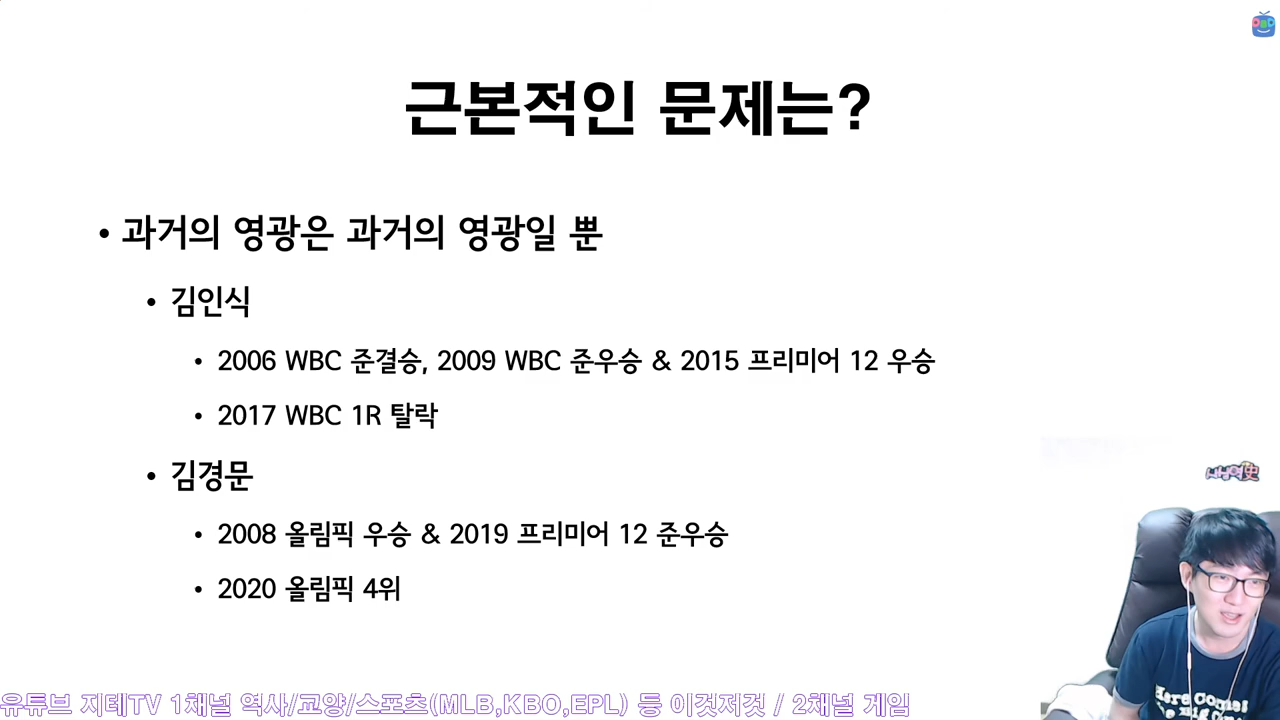 근본적인 문제는?
• 과거의 영광은 과거의 영광일 뿐
• 김인식
• 2006 WBC 준결승, 2009 WBC 준우승 & 2015 프리미어 12 우승
• 2017 WBC 1R 탈락
• 김경문
• 2008 올림픽 우승 & 2019 프리미어 12 준우승
• 2020 올림픽 4위
Here Comes
유튜브 지테TV 1채널 역사/교양/스포츠(MLB,KBO,EPL) 등 이것저것 / 2채널 게임